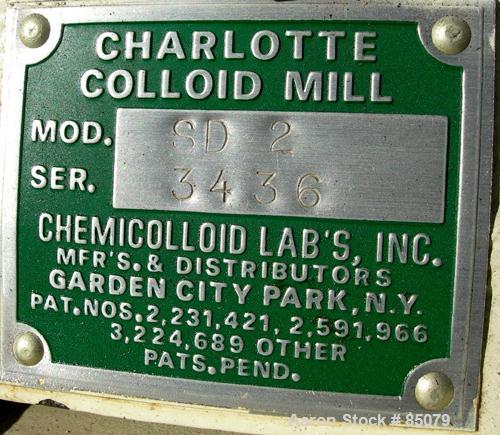 CHARLOTTE
COLLOID MILL
MOD. SD 2
SER. 3436
CHEMICOLLOID LAB'S, INC.
MFR'S. & DISTRIBUTORS
GARDEN CITY PARK, N.Y.
PAT. NOS. 2,231,421, 2,591,966
3,224,689 OTHER
PATS. PEND.
Aaron Stock # 85079